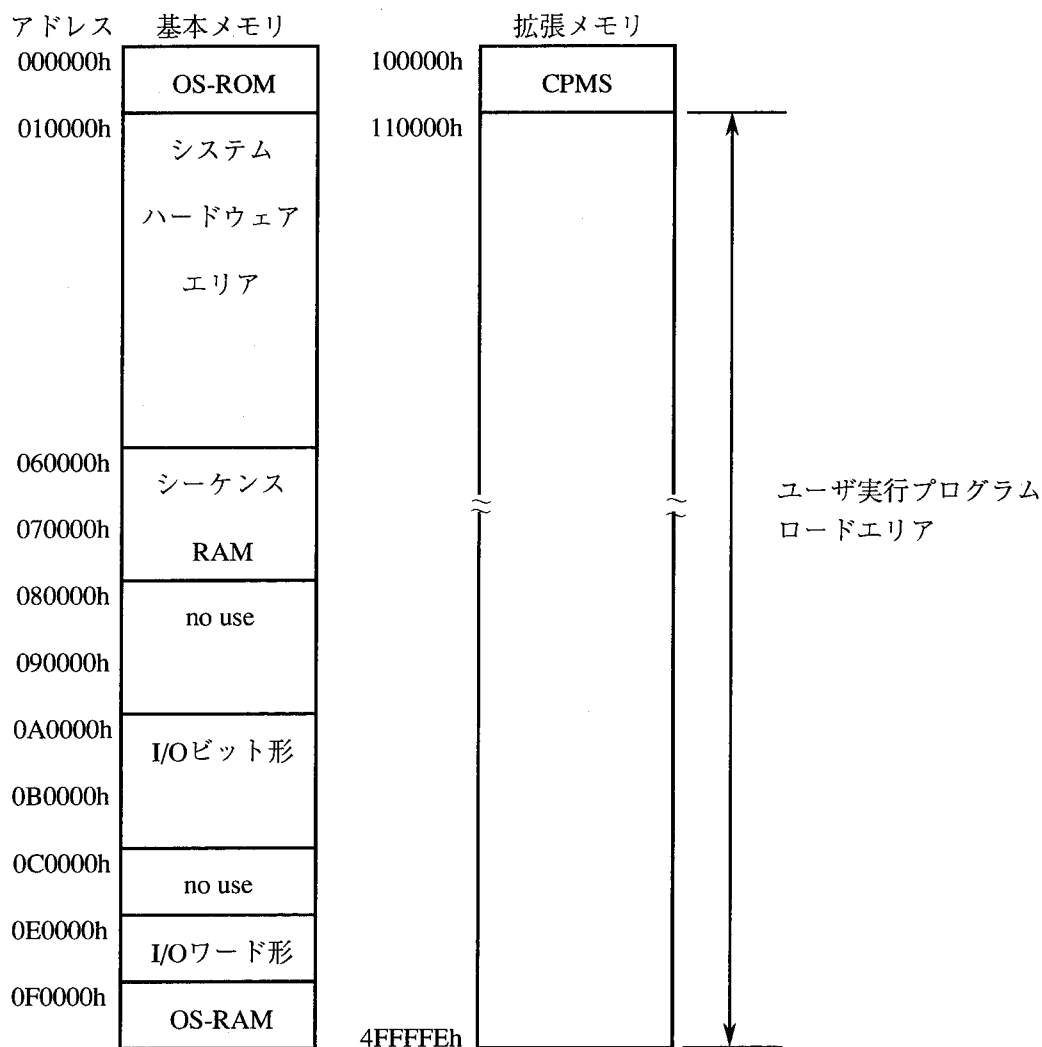 アドレス 基本メモリ 拡張メモリ
000000h OS-ROM 100000h CPMS
010000h システム 110000h
ハードウェア
エリア
060000h シーケンス
ユーザ実行プログラム
070000h RAM ロードエリア
080000h no use
090000h
0A0000h I/Oビット形
0B0000h
0C0000h no use
0E0000h I/Oワード形
0F0000h OS-RAM
4FFFFEh